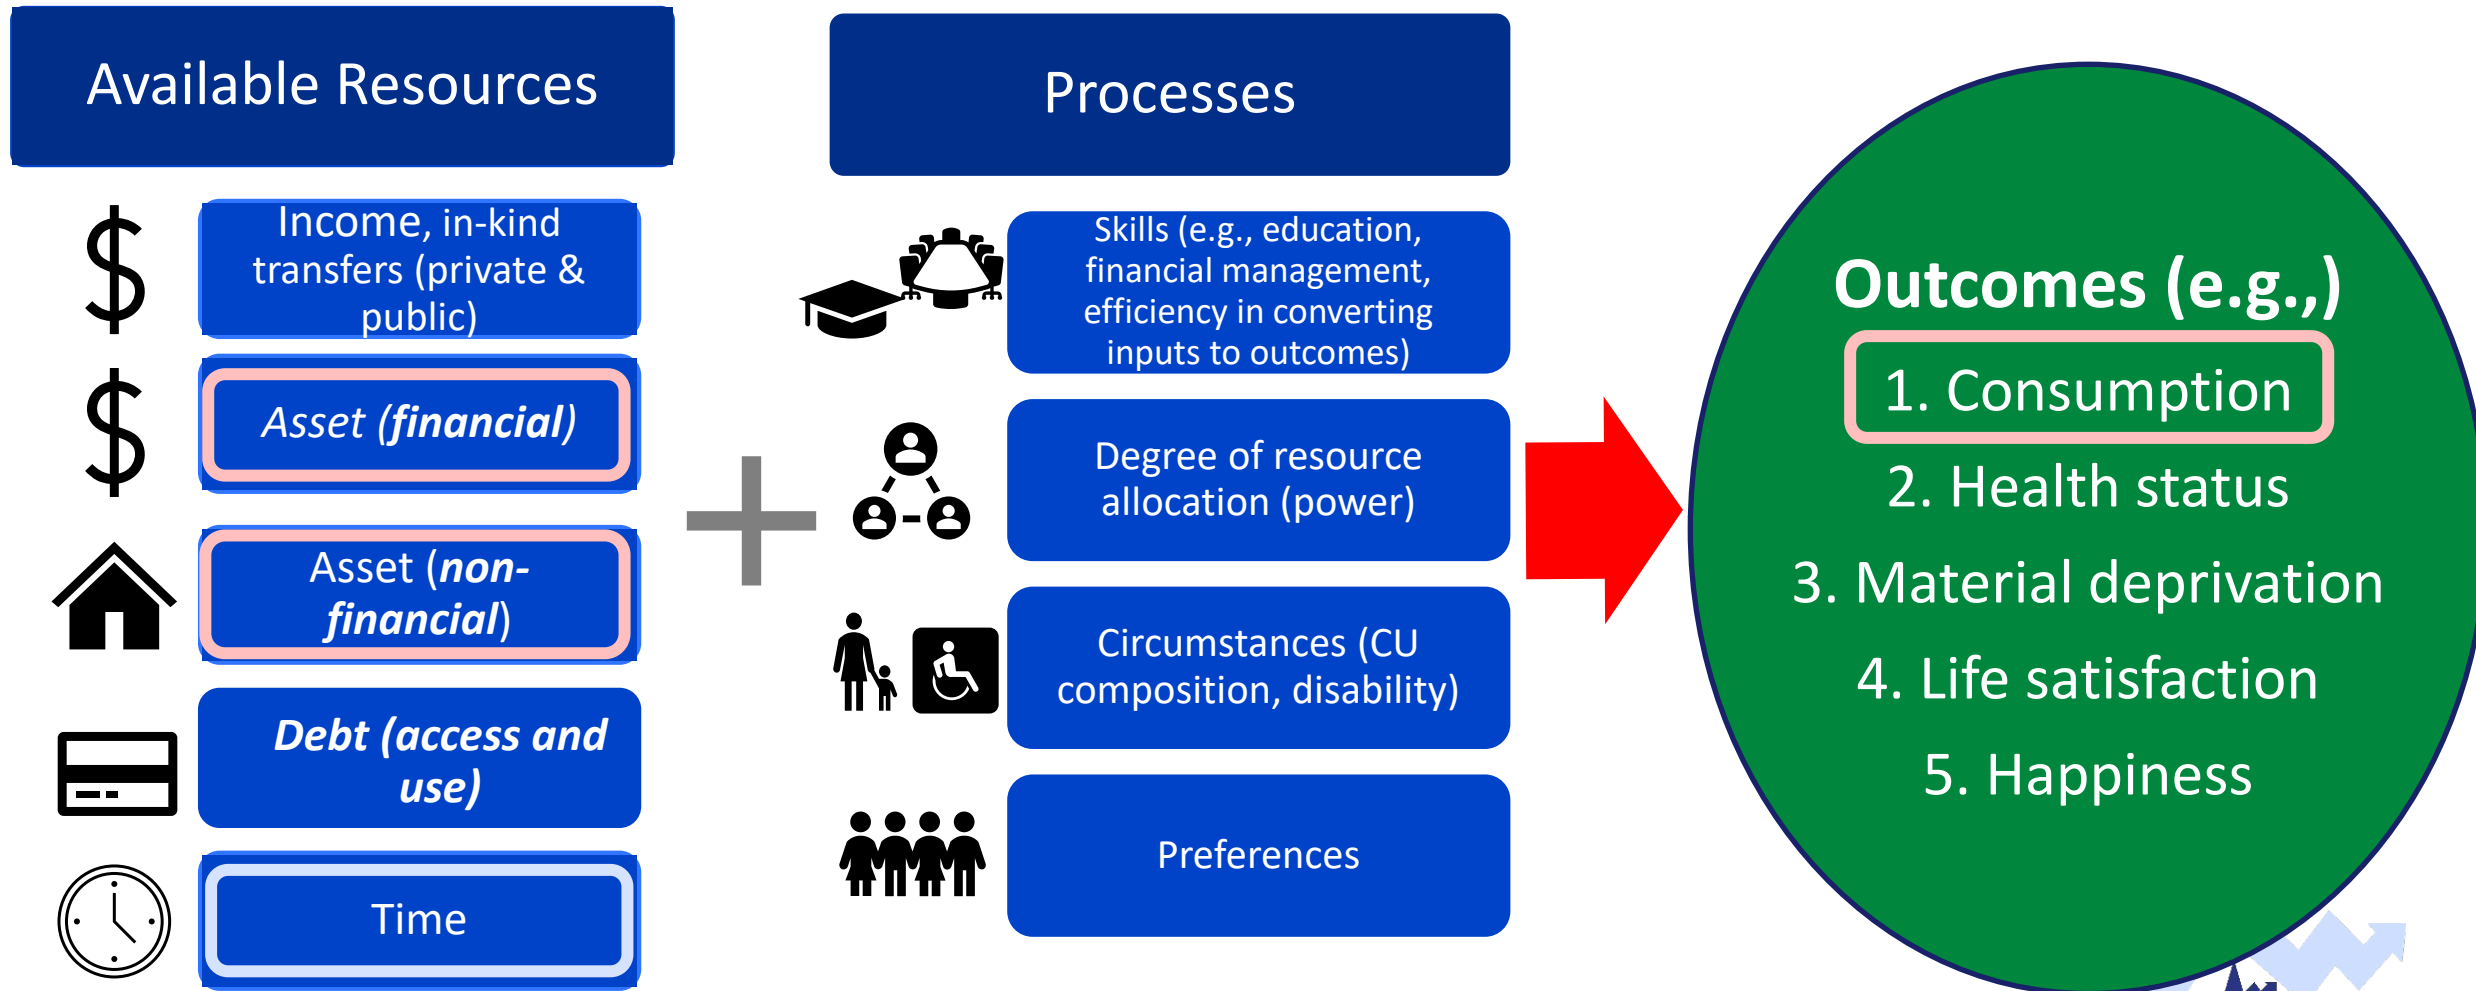 Available Resources
Income, in-kind
transfers (private &
public)
Asset (financial)
Asset (non-
financial)
Debt (access and
use)
Time
Processes
Skills (e.g., education,
financial management,
efficiency in converting
inputs to outcomes)
Degree of resource
allocation (power)
Circumstances (CU
composition, disability)
Preferences
Outcomes (e.g.,)
1. Consumption
2. Health status
3. Material deprivation
4. Life satisfaction
5. Happiness